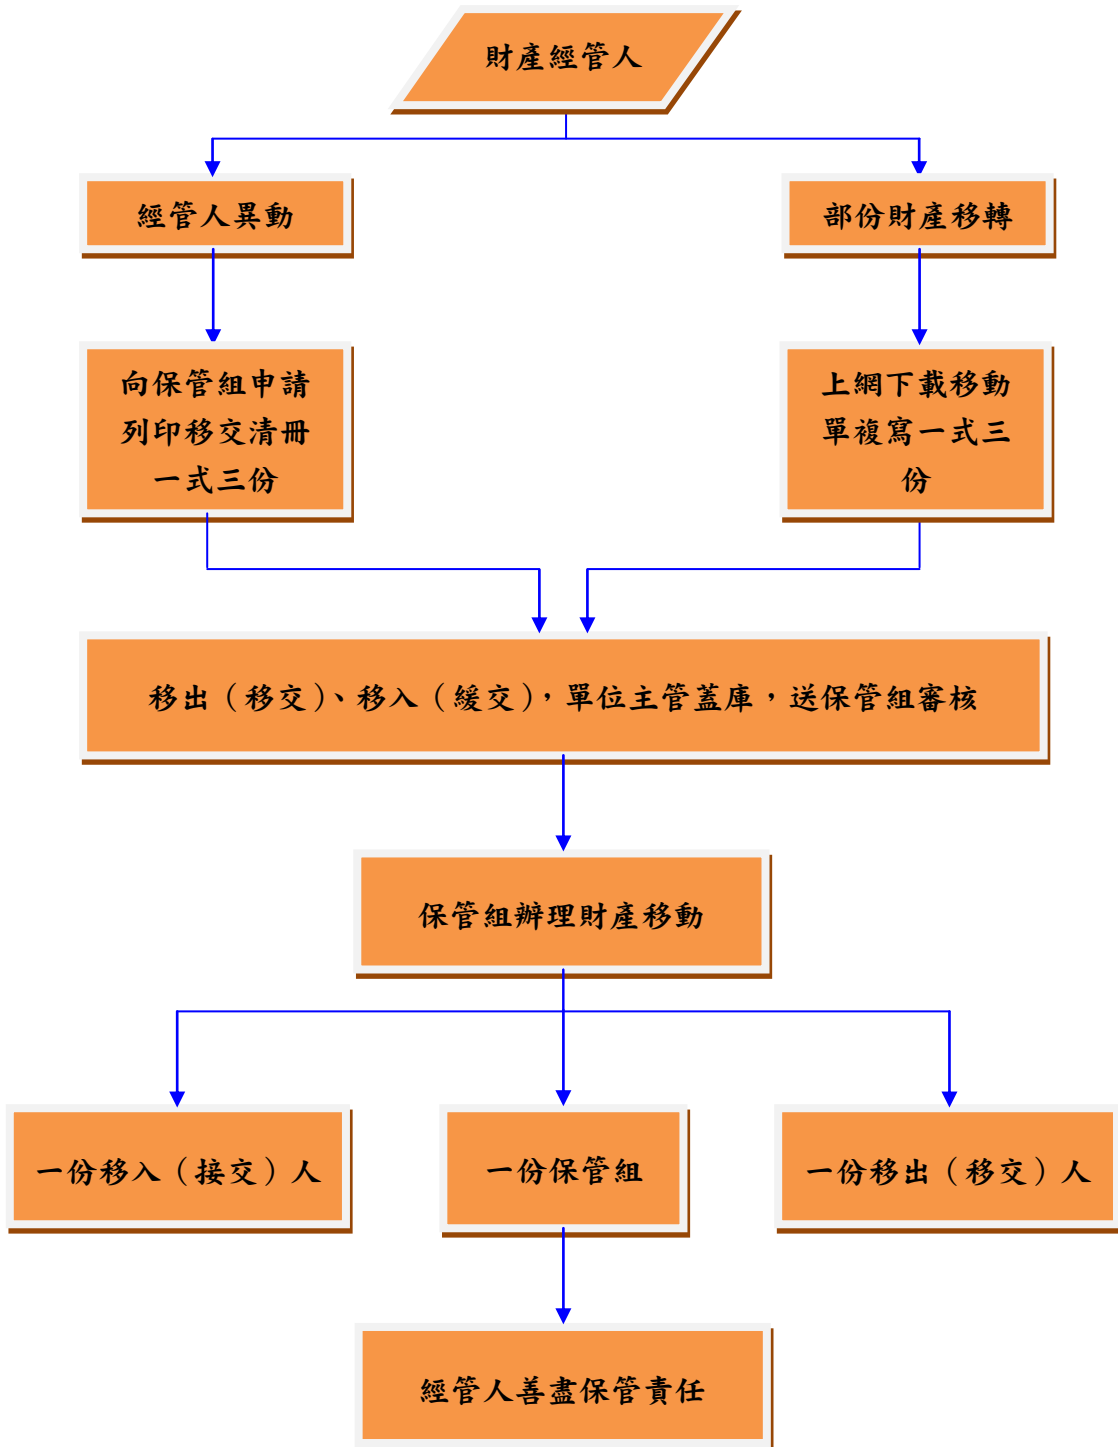 財產經管人
經管人異動
部份財產移轉
向保管組申請
列印移交清冊
一式三份
上網下載移動
單複寫一式三
份
移出（移交）、移入（緩交），單位主管蓋庫，送保管組審核
保管組辦理財產移動
一份移入（接交）人
一份保管組
一份移出（移交）人
經管人善盡保管責任